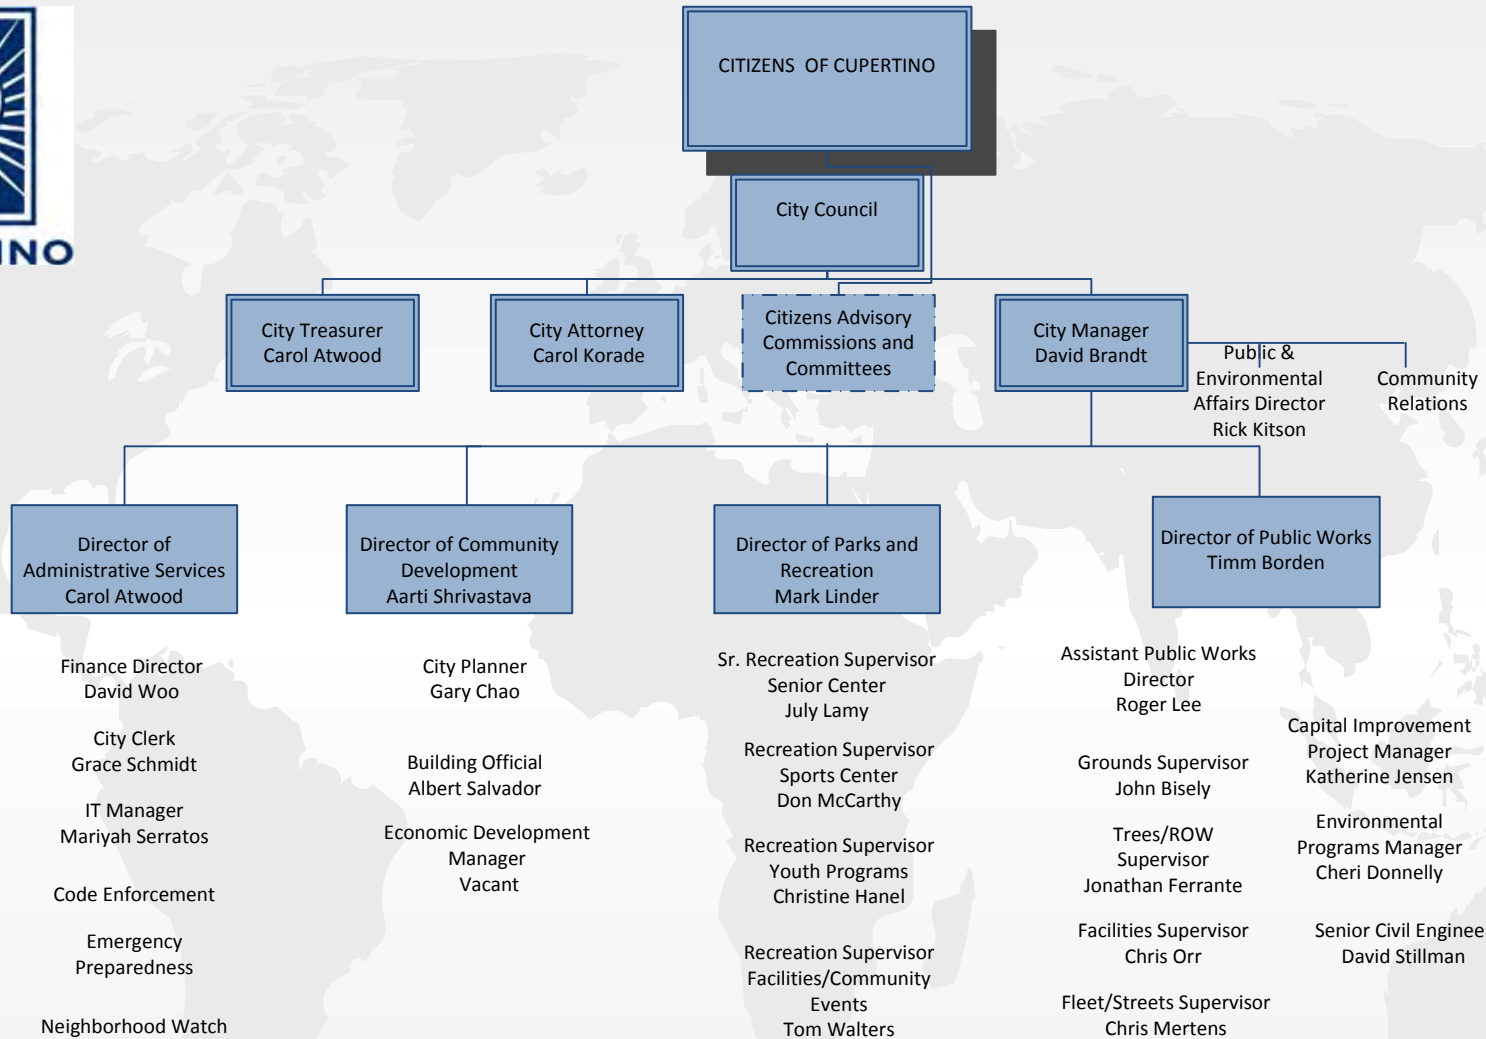 INO
CITIZENS OF CUPERTINO
City Council
City Treasurer
Carol Atwood
City Attorney
Carol Korade
Citizens Advisory
Commissions and
Committees
City Manager
David Brandt
Public &
Environmental
Affairs Director
Rick Kitson
Community
Relations
Director of
Administrative Services
Carol Atwood
Director of Community
Development
Aarti Shrivastava
Director of Parks and
Recreation
Mark Linder
Director of Public Works
Timm Borden
Finance Director
David Woo
City Clerk
Grace Schmidt
IT Manager
Mariyah Serratos
Code Enforcement
Emergency
Preparedness
Neighborhood Watch
City Planner
Gary Chao
Building Official
Albert Salvador
Economic Development
Manager
Vacant
Sr. Recreation Supervisor
Senior Center
July Lamy
Recreation Supervisor
Sports Center
Don McCarthy
Recreation Supervisor
Youth Programs
Christine Hanel
Recreation Supervisor
Facilities/Community
Events
Tom Walters
Assistant Public Works
Director
Roger Lee
Grounds Supervisor
John Bisely
Trees/ROW
Supervisor
Jonathan Ferrante
Facilities Supervisor
Chris Orr
Fleet/Streets Supervisor
Chris Mertens
Capital Improvement
Project Manager
Katherine Jensen
Environmental
Programs Manager
Cheri Donnelly
Senior Civil Enginee
David Stillman